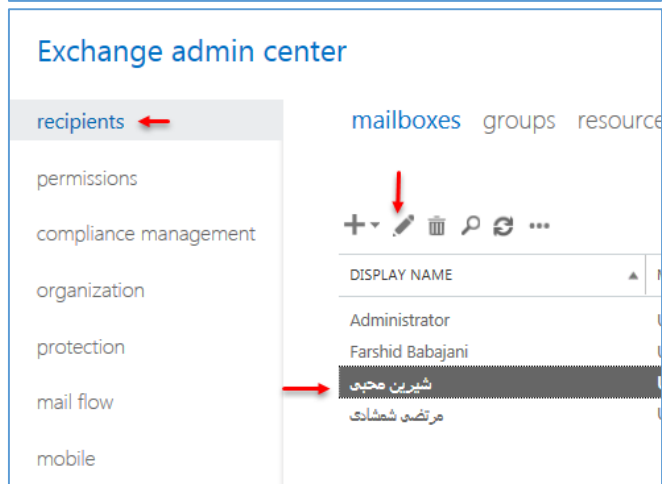 Exchange admin center
recipients
permissions
compliance management
organization
protection
mail flow
mobile
mailboxes groups resource
DISPLAY NAME
Administrator
Farshid Babajani
شیرین محبی
مرتضی شمشادی